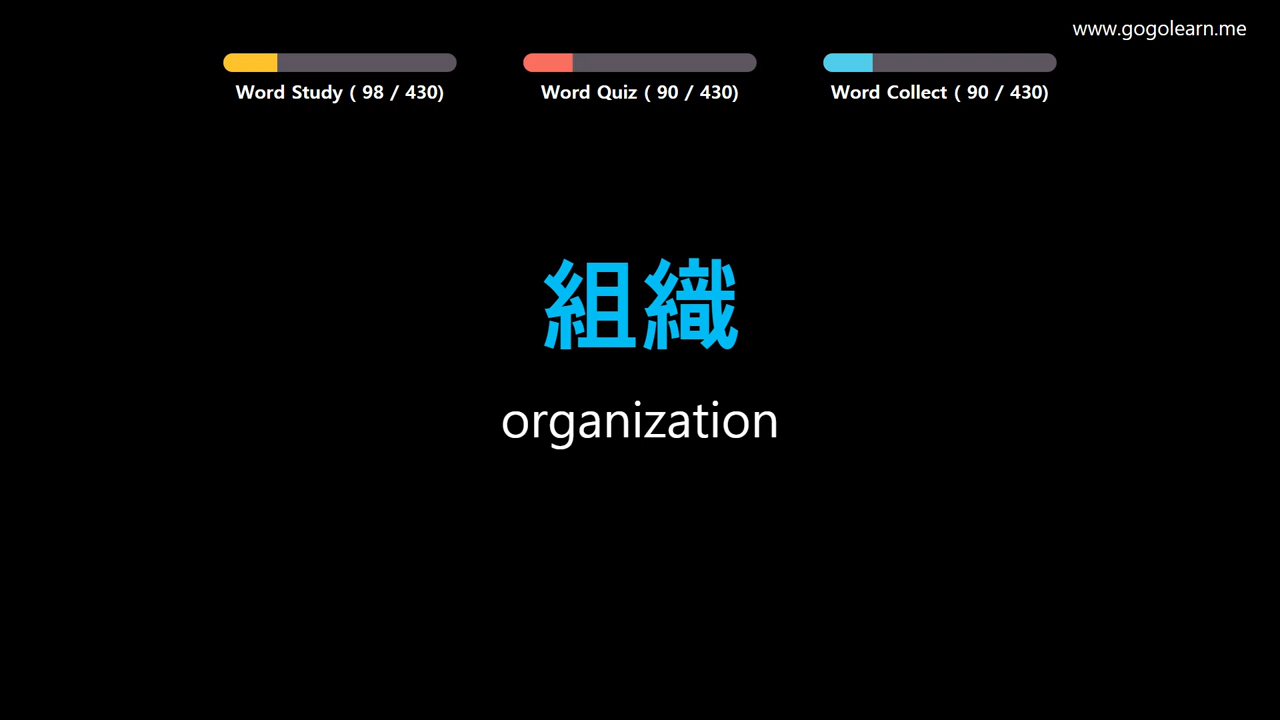 www.gogolearn.me
Word Study ( 98 / 430)
Word Quiz ( 90 / 430)
Word Collect ( 90 / 430)
組織
organization